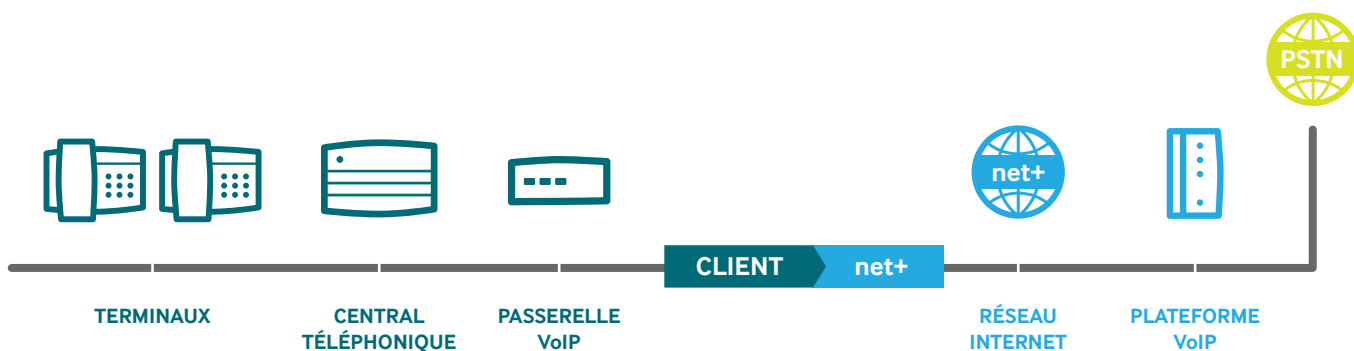 PSTN
net+
CLIENT
net+
TERMINAUX
CENTRAL
TÉLÉPHONIQUE
PASSERELLE
VoIP
RÉSEAU
INTERNET
PLATEFORME
VoIP